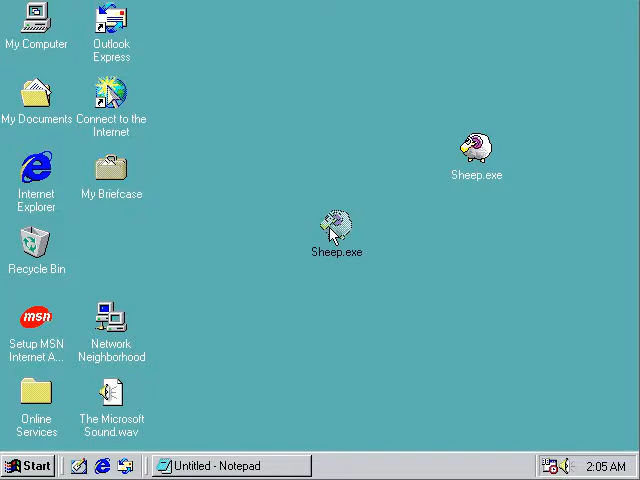 My Computer
Outlook
Express
My Documents
Connect to the
Internet
Sheep.exe
Internet
Explorer
My Briefcase
Sheep.exe
Recycle Bin
msn
Setup MSN
Internet A...
Network
Neighborhood
Online
Services
The Microsoft
Sound.wav
Start
Untitled - Notepad
2:05 AM